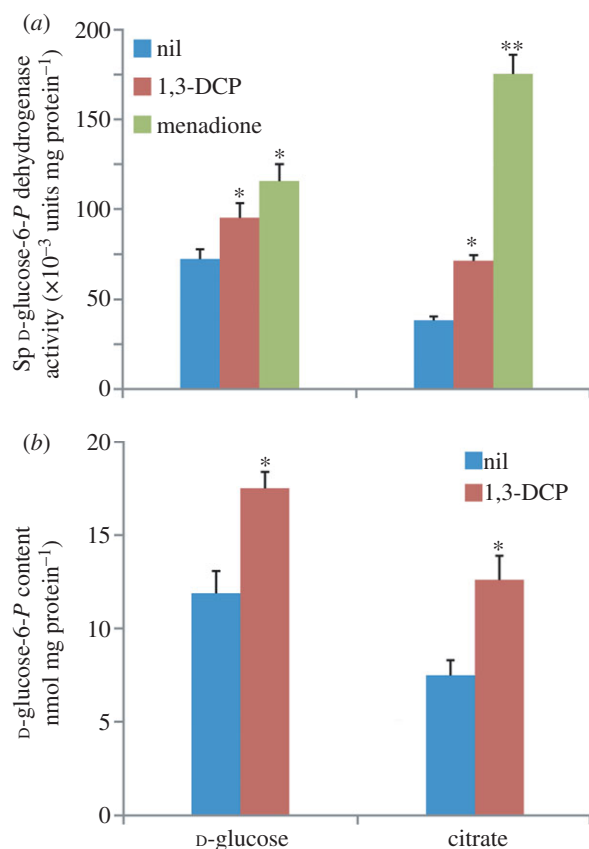 (a)
200
150
100
50
0
Sp D-glucose-6-P dehydrogenase
activity (×10⁻³ units mg protein⁻¹)
nil
1,3-DCP
menadione
*
*
*
**
(b)
20
15
10
5
0
D-glucose-6-P content
nmol mg protein⁻¹
nil
1,3-DCP
*
*
D-glucose citrate